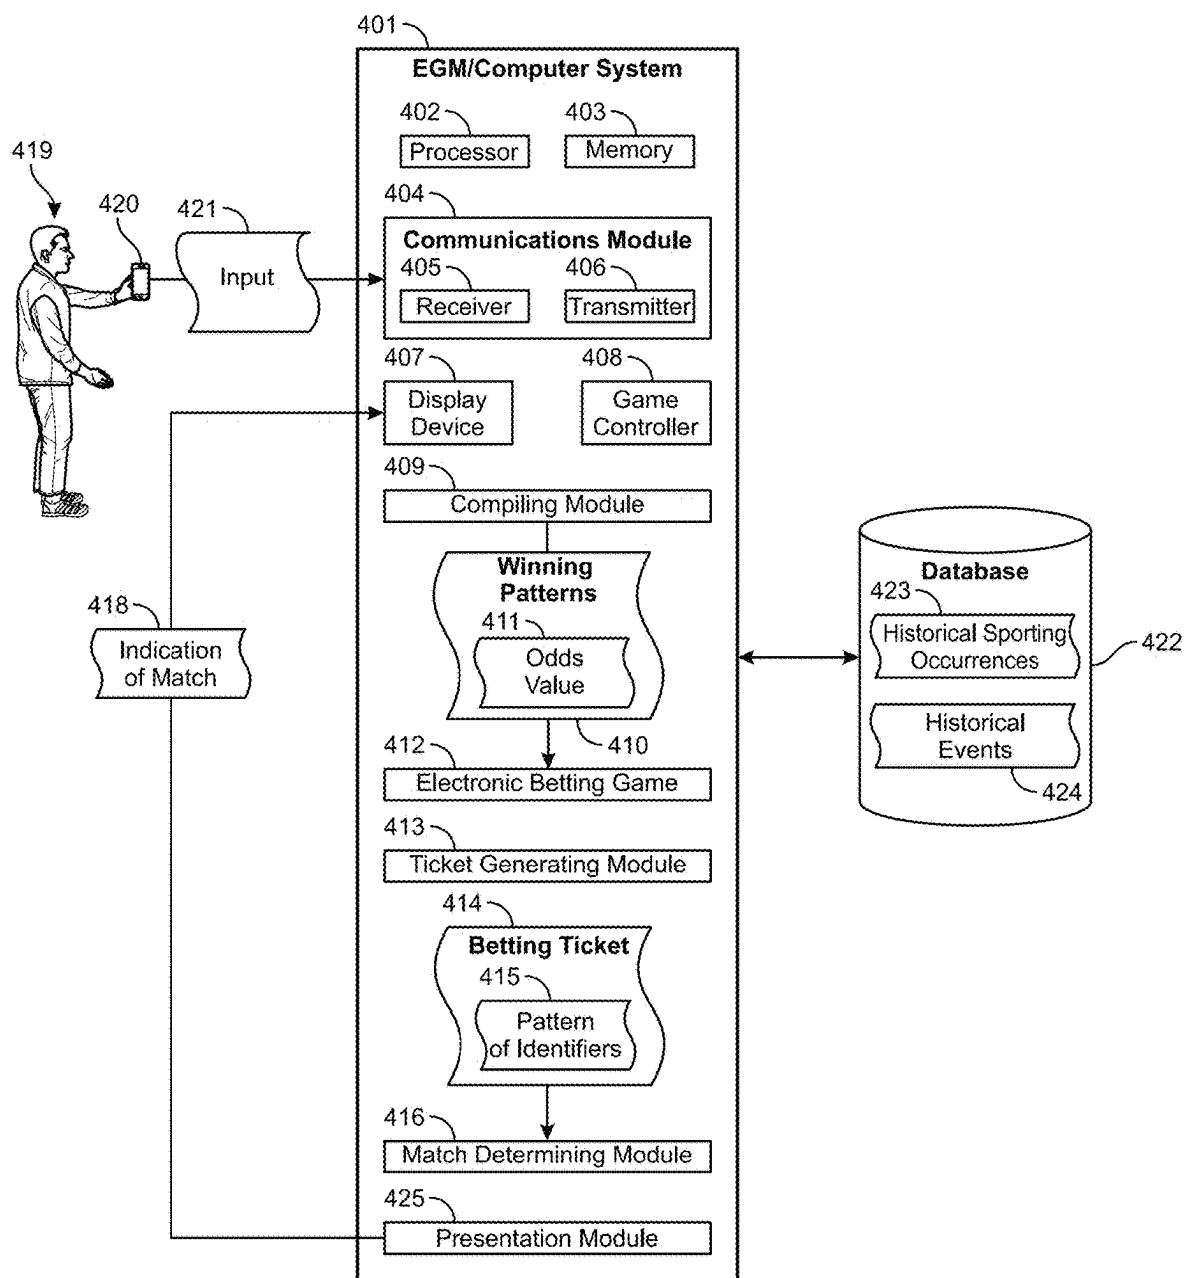 401
EGM/Computer System
402
Processor
403
Memory
419
420
421
Input
404
Communications Module
405
Receiver
406
Transmitter
407
Display
Device
408
Game
Controller
409
Compiling Module
Winning
Patterns
411
Odds
Value
410
412
Electronic Betting Game
413
Ticket Generating Module
414
Betting Ticket
415
Pattern
of Identifiers
416
Match Determining Module
425
Presentation Module
418
Indication
of Match
Database
423
Historical Sporting
Occurrences
422
Historical
Events
424